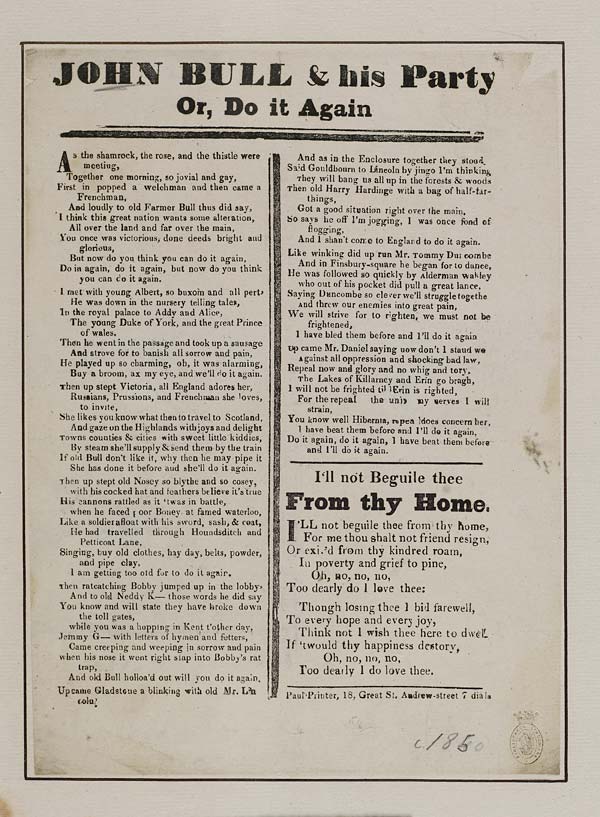 JOHN BULL & his Party
Or, Do it Again
As the shamrock, the rose, and the thistle were
meeting,
Together one morning, so jovial and gay,
First in popped a welchman and then came a
Frenchman,
And loudly to old Farmer Bull thus did say,
I think this great nation wants some alteration,
All over the land and far over the main,
You once was victorious, done deeds bright and
glorious,
But now do you think you can do it again,
Do in again, do it again, but now do you think
you can do it again.
I met with young Albert, so buxom and all pert,
He was down in the nursery telling tales,
In the royal palace to Addy and Alice,
The young Duke of York, and the great Prince
of wales.
Then he went in the passage and took up a sausage
And strove for to banish all sorrow and pain,
He played up so charming, oh, it was alarming,
Buy a broom, ax my eye, and we'll do it again.
Then up stept Victoria, all England adores her,
Russians, Prussions, and Frenchman she loves,
to invite,
She likes you know what then to travel to Scotland,
And gaze on the Highlands with joys and delight
Towns counties & cities with sweet little kiddies,
By steam she'll supply & send them by the train
If old Bull don't like it, why then he may pipe it
She has done it before and she'll do it again.
Then up stept old Nosey so blythe and so cosey,
with his cocked hat and feathers believe it's true
His cannons rattled as it 'twas in battle,
when he faced poor Boney. at famed waterloo,
Like a soldier afloat with his sword, sash, & coat,
He had travelled through Houndsditch and
Petticoat Lane,
Singing, buy old clothes, hay day, belts, powder,
and pipe clay.
I am getting too old for to do it again,
Then ratcatching Bobby jumped up in the lobby
And to old Neddy K— those words he did say
You know and will state they have broke down
the toll gates,
while you was a hopping in Kent t'other day,
Jemmy G— with letters of hymen and fetters,
Came creeping and weeping in sorrow and pain
when his nose it went right slap into Bobby's rat
trap,
And old Bull hollow'd out will you do it again.
Up came Gladstone a blinking with old Mr. Lin
coln,
And as in the Enclosure together they stood,
Said Gouldbourn to Lincoln by jingo I'm thinking
They will bang us all up in the forests & woods
Then old Harry Hardinge with a bag of half-far-
things,
Got a good situation right over the main,
So says he off I'm jogging, I was once fond of
flogging,
And I shan't come to England to do it again.
Like winking did up run Mr. Tommy Duncombe
And in Finsbury-square he began for to dance,
He was followed so quickly by Alderman wakley
who out of his pocket did pull a great lance,
Saying Duncombe so clever we'll struggle togethe
And threw our enemies into great pain,
We will strive for to righten, we must not be
frightened,
I have bled them before and I'll do it again
up came Mr. Daniel saying now don't I stand we
Against all oppression and shocking bad law,
Repeal now and glory and no whig and tory,
The Lakes of Killarney and Erin go bragh,
I will not be frighted till Erin is righted,
For the repeal the my nerves I will
strain,
You know well Hibernia, does concern her,
I have beat them before and I'll do it again,
Do it again, do it again, I have beat them before
and I'll do it again.
I'll not Beguile thee
From thy Home.
I'LL not beguile thee from thy home,
For me thou shalt not friend resign,
Or exil'd from thy kindred roam,
In poverty and grief to pine,
Oh, no, no, no,
Too dearly do I love thee:
Though losing thee I bid farewell,
To every hope and every joy,
Think not I wish thee here to dwell
If 'twould thy happiness destory,
Oh, no, no, no,
Too dearly I do love thee.
Paul Printer, 18, Great St. Andrew-street 7 dials
c1850